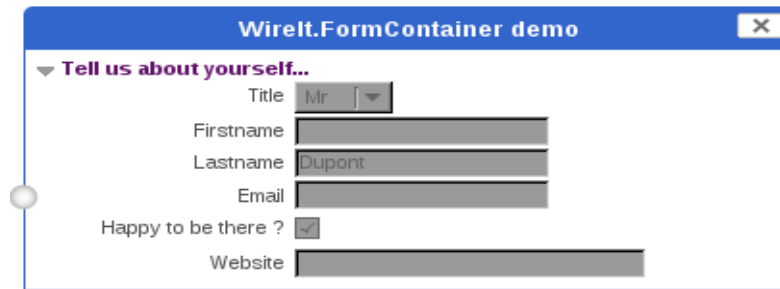 WireIt.FormContainer demo
Tell us about yourself...
Title Mr
Firstname
Lastname Dupont
Email
Happy to be there ?
Website